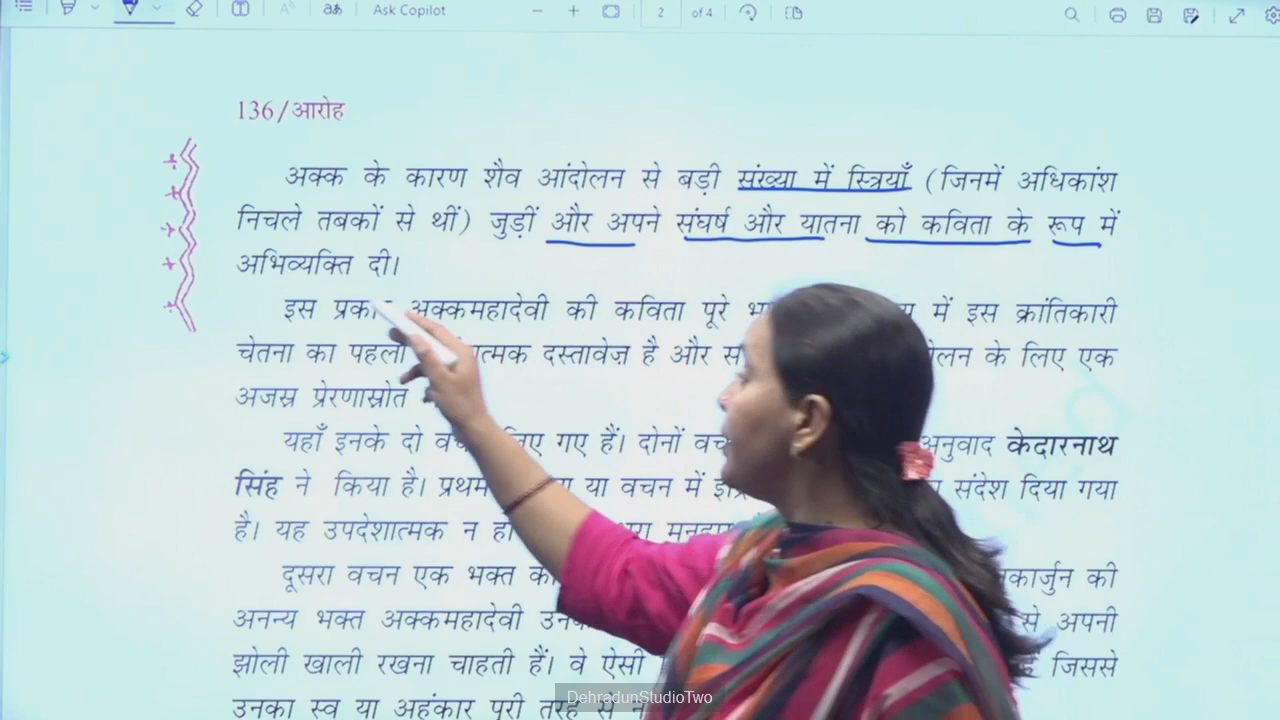 Ask Copilot
2 of 4
136/आरोह
अक्क के कारण शैव आंदोलन से बड़ी संख्या में स्त्रियाँ (जिनमें अधिकांश
निचले तबकों से थीं) जुड़ीं और अपने संघर्ष और यातना को कविता के रूप में
अभिव्यक्ति दी।
इस अक्कमहादेवी की कविता पूरे में इस क्रांतिकारी
चेतना का पहला दस्तावेज़ है और के लिए एक
अजस्र प्रेरणास्रोत
यहाँ इनके दो गए हैं। दोनों अनुवाद केदारनाथ
सिंह ने किया है। प्रथम या वचन में संदेश दिया गया
है। यह उपदेशात्मक न
दूसरा वचन एक भक्त की
अनन्य भक्त अक्कमहादेवी से अपनी
झोली खाली रखना चाहती हैं। वे ऐसी जिससे
उनका स्व या अहंकार पूरी तरह से
DehradunStudioTwo